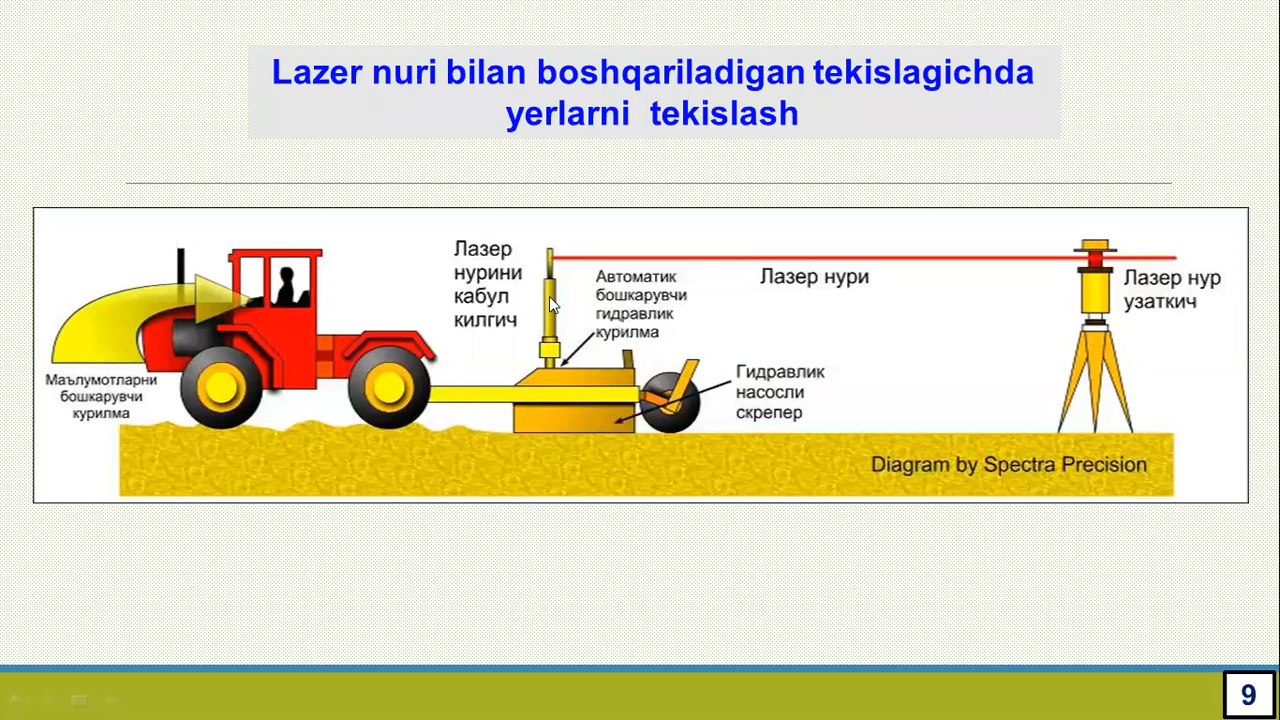 Lazer nuri bilan boshqariladigan tekislagichda
yerlarni tekislash
Лазер
нурини
кабул
килгич
Автоматик
бошкарувчи
гидравлик
курилма
Лазер нури
Лазер нур
узаткич
Маълумотларни
бошкарувчи
курилма
Гидравлик
насосли
скрепер
Diagram by Spectra Precision
9